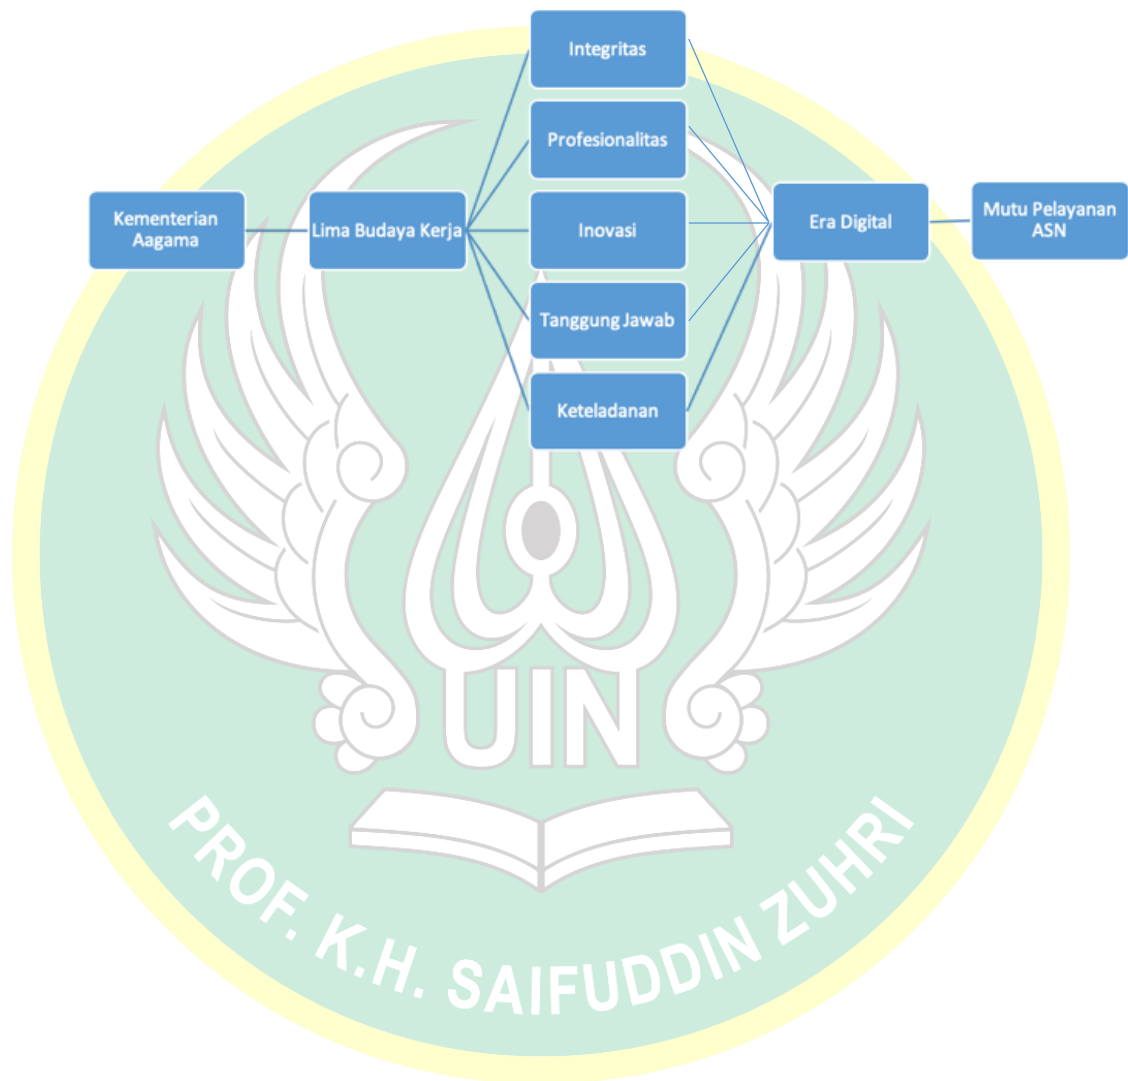 Integritas
Profesionalitas
Kementerian
Aagama
Lima Budaya Kerja
Inovasi
Era Digital
Mutu Pelayanan
ASN
Tanggung Jawab
Keteladanan
UIN
PROF. K.H. SAIFUDDIN ZUHRI